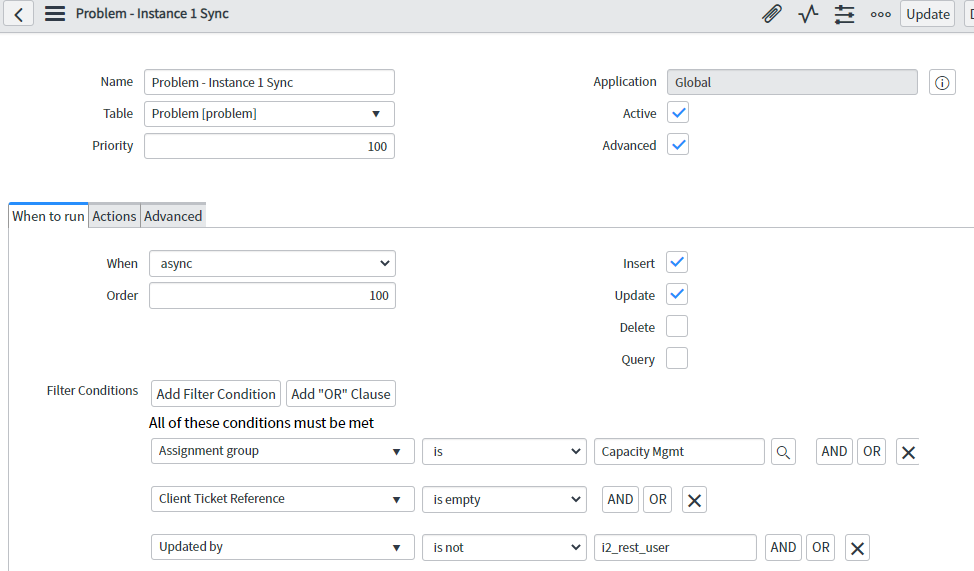 Problem - Instance 1 Sync
Update
Name Problem - Instance 1 Sync
Application Global
Table Problem [problem]
Active
Priority 100
Advanced
When to run Actions Advanced
When async
Insert
Order 100
Update
Delete
Query
Filter Conditions Add Filter Condition Add "OR" Clause
All of these conditions must be met
Assignment group is Capacity Mgmt AND OR
Client Ticket Reference is empty AND OR
Updated by is not i2_rest_user AND OR